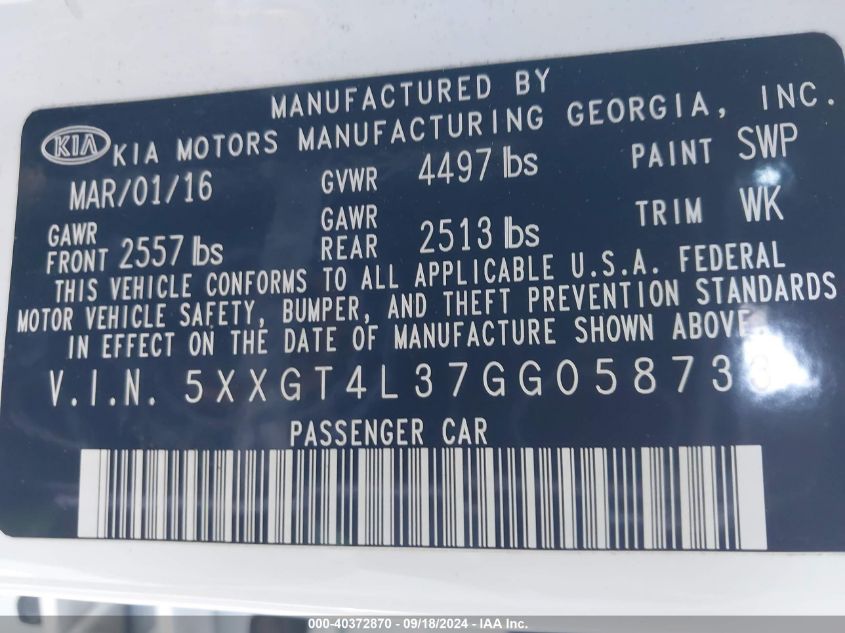 MANUFACTURED BY
KIA KIA MOTORS MANUFACTURING GEORGIA, INC.
MAR/01/16 GVWR 4497 lbs PAINT SWP
GAWR FRONT 2557 lbs GAWR REAR 2513 lbs TRIM WK
THIS VEHICLE CONFORMS TO ALL APPLICABLE U.S.A. FEDERAL
MOTOR VEHICLE SAFETY, BUMPER, AND THEFT PREVENTION STANDARDS
IN EFFECT ON THE DATE OF MANUFACTURE SHOWN ABOVE.
V.I.N. 5XXGT4L37GG058733
PASSENGER CAR
000-40372870 - 09/18/2024 - IAA Inc.